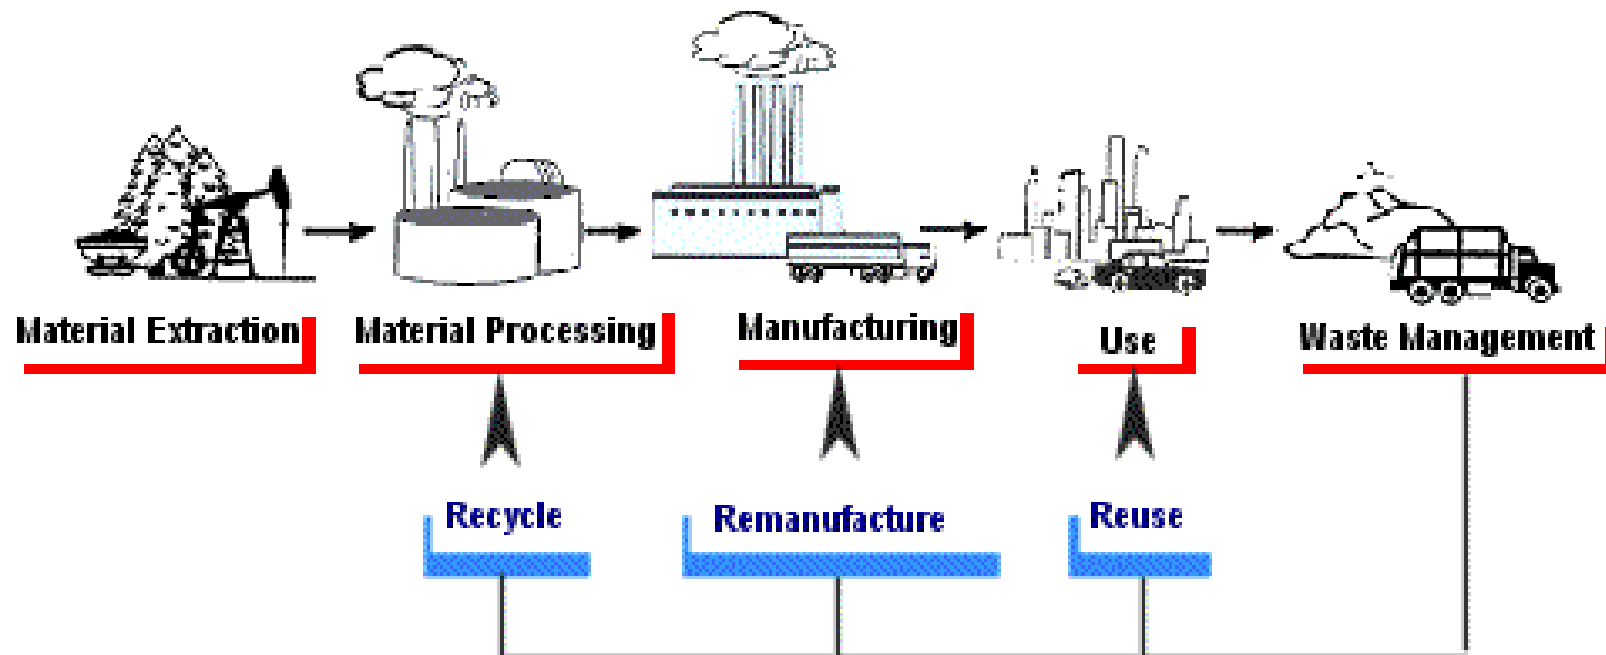 Material Extraction
Material Processing
Manufacturing
Use
Waste Management
Recycle
Remanufacture
Reuse